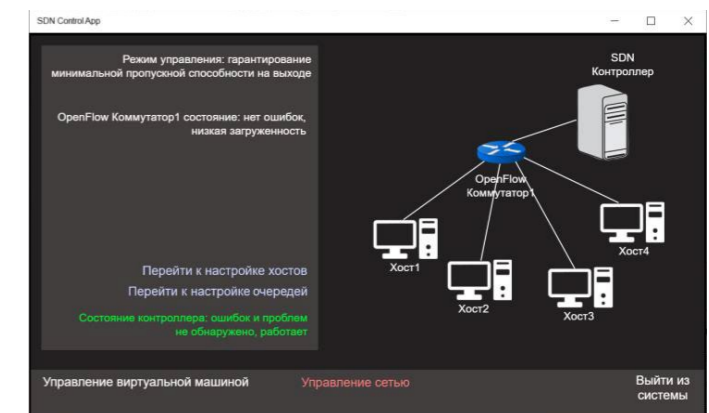 SDN Control App
Режим управления: гарантирование
минимальной пропускной способности на выходе
OpenFlow Коммутатор1 состояние: нет ошибок,
низкая загруженность
Перейти к настройке хостов
Перейти к настройке очередей
Состояние контроллера: ошибок и проблем
не обнаружено, работает
SDN
Контроллер
OpenFlow
Коммутатор1
Хост1
Хост2
Хост3
Хост4
Управление виртуальной машиной
Управление сетью
Выйти из
системы